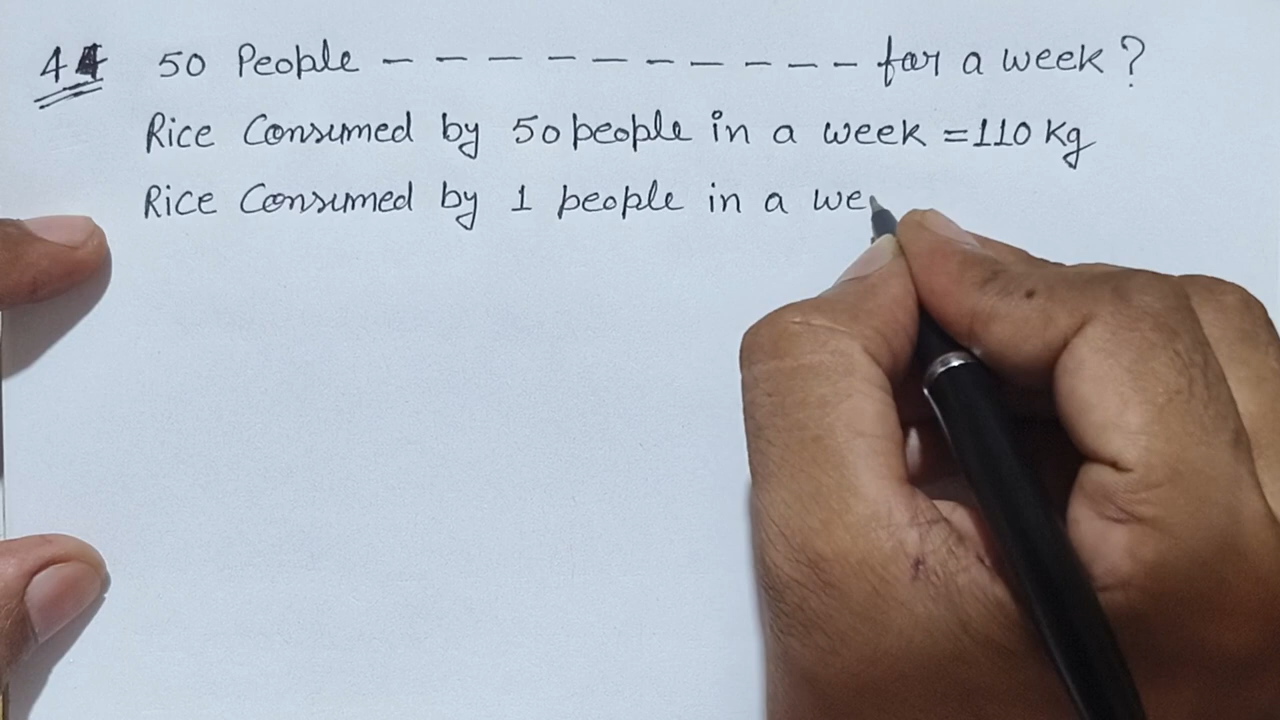 44 50 People - - - - - - - - - - for a week ?
Rice Consumed by 50 people in a week = 110 Kg
Rice Consumed by 1 people in a we